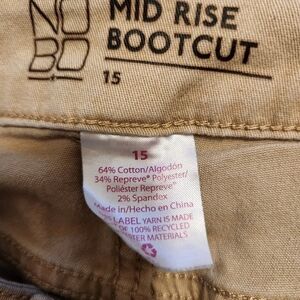 NO
BO
MID RISE
BOOTCUT
15
15
64% Cotton/Algodón
34% Repreve® Polyester/
Poliéster Repreve®
2% Spandex
Made in/Hecho en China
LABEL YARN IS MADE
OF 100% RECYCLED
MATERIALS